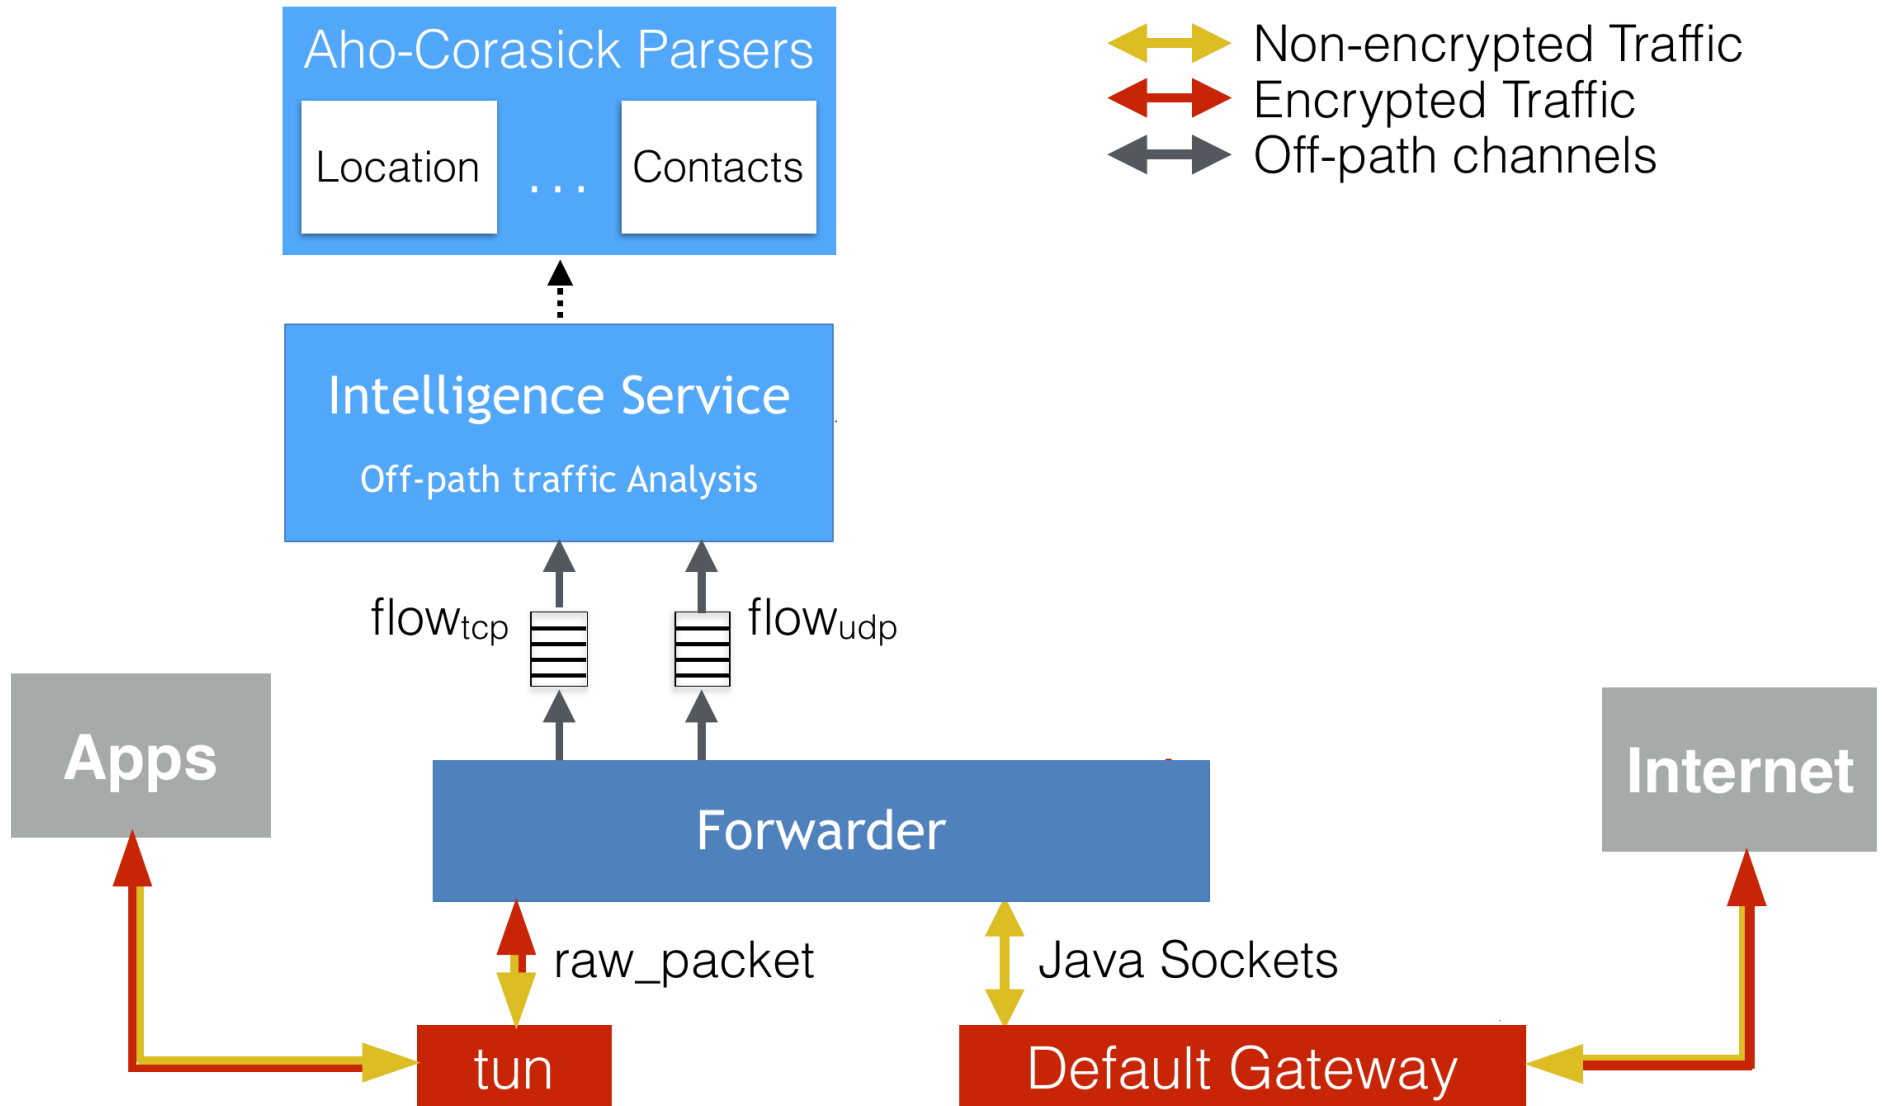 Aho-Corasick Parsers
Location
...
Contacts
Non-encrypted Traffic
Encrypted Traffic
Off-path channels
Intelligence Service
Off-path traffic Analysis
flowtcp
flowudp
Apps
Internet
Forwarder
raw_packet
Java Sockets
tun
Default Gateway